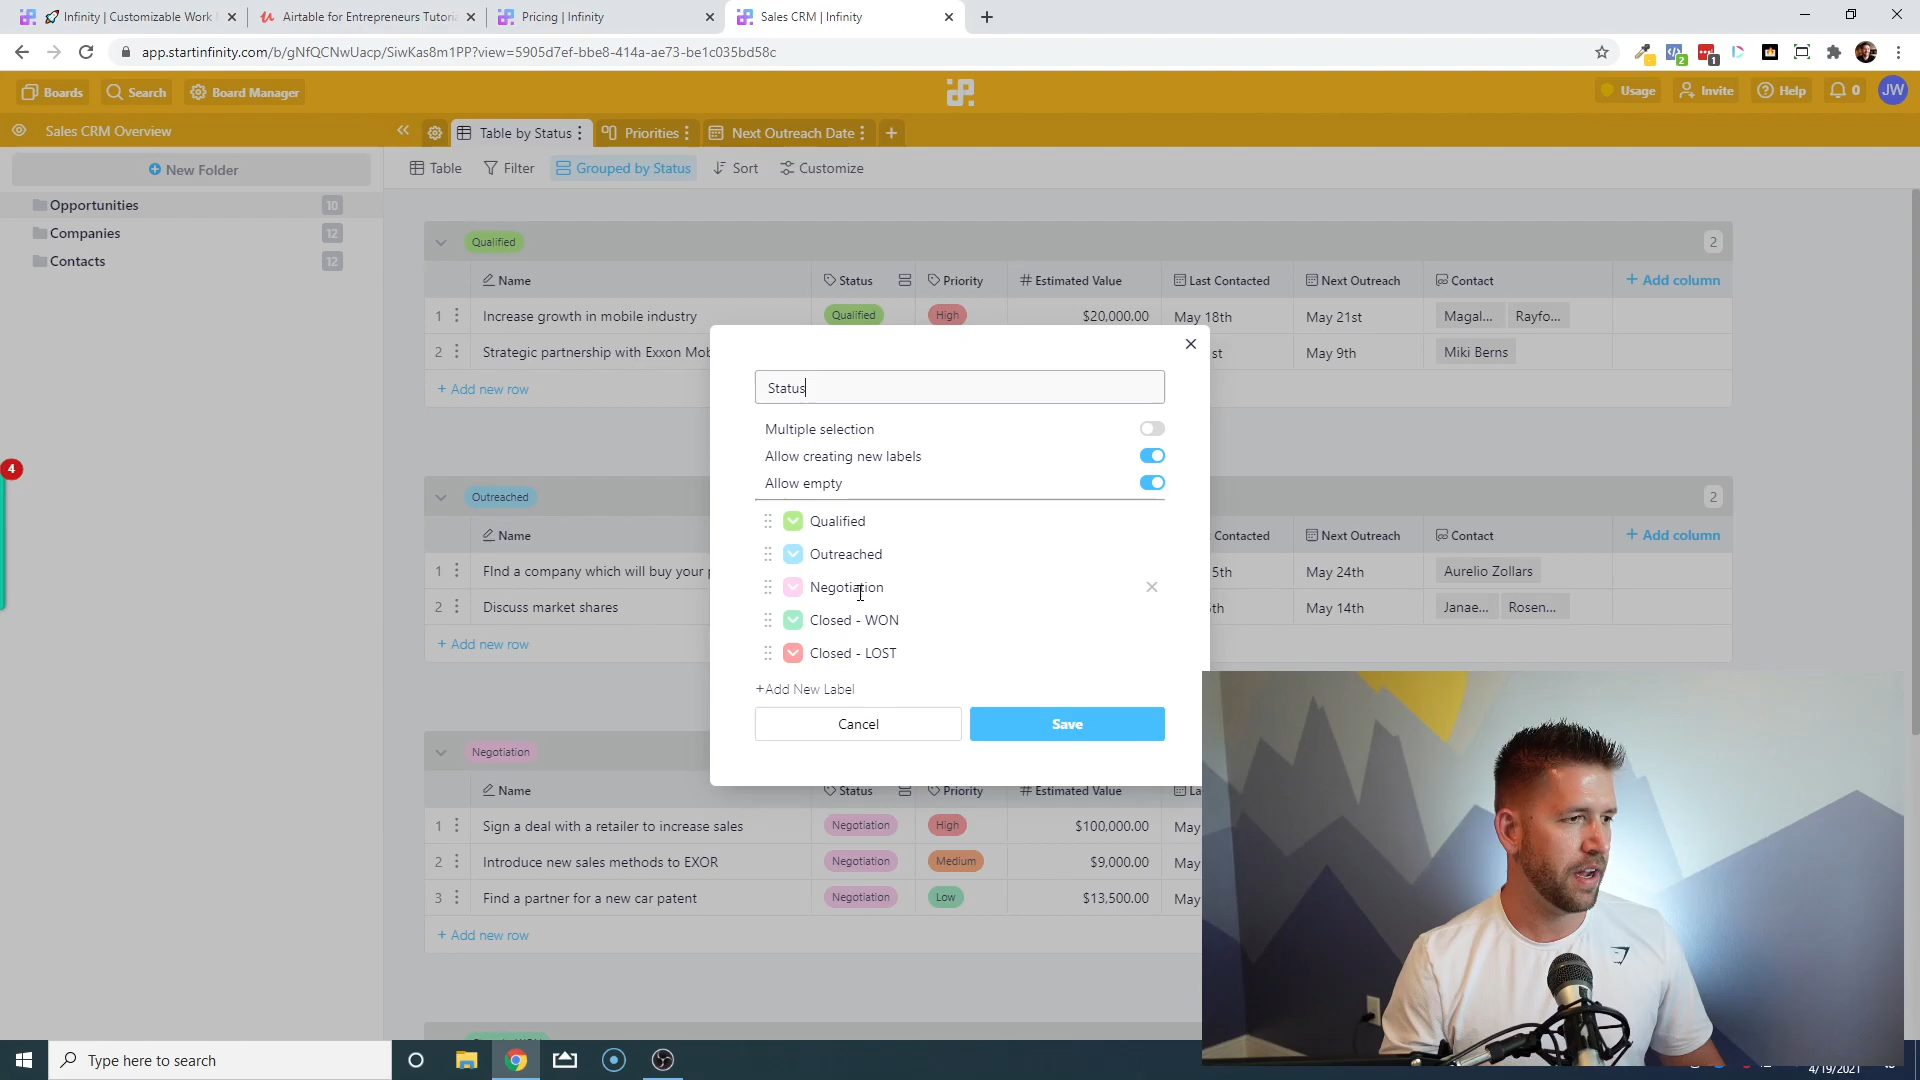 Infinity | Customizable Work
Airtable for Entrepreneurs Tutoria
Pricing | Infinity
Sales CRM | Infinity
app.startinfinity.com/b/gNfQCNwUacp/SiwKas8m1PP?view=5905d7ef-bbe8-414a-ae73-be1c035bd58c
2
1
Boards
Search
Board Manager
Usage
Invite
Help
0
JW
Sales CRM Overview
Table by Status
Priorities
Next Outreach Date
New Folder
Table
Filter
Grouped by Status
Sort
Customize
Opportunities 10
Companies 12
Contacts 12
Qualified 2
Name Status Priority # Estimated Value Last Contacted Next Outreach Contact + Add column
1 Increase growth in mobile industry Qualified High $20,000.00 May 18th May 21st Magal... Rayfo...
2 Strategic partnership with Exxon Mob st May 9th Miki Berns
+ Add new row
Status
Multiple selection
Allow creating new labels
Allow empty
Qualified
Outreached
Negotiation
Closed - WON
Closed - LOST
+Add New Label
Cancel
Save
4
Outreached 2
Name Contacted Next Outreach Contact + Add column
1 FInd a company which will buy your p 5th May 24th Aurelio Zollars
2 Discuss market shares th May 14th Janae... Rosen...
+ Add new row
Negotiation
Name Status Priority # Estimated Value La
1 Sign a deal with a retailer to increase sales Negotiation High $100,000.00 May
2 Introduce new sales methods to EXOR Negotiation Medium $9,000.00 May
3 Find a partner for a new car patent Negotiation Low $13,500.00 May
+ Add new row
Type here to search
4/19/2021